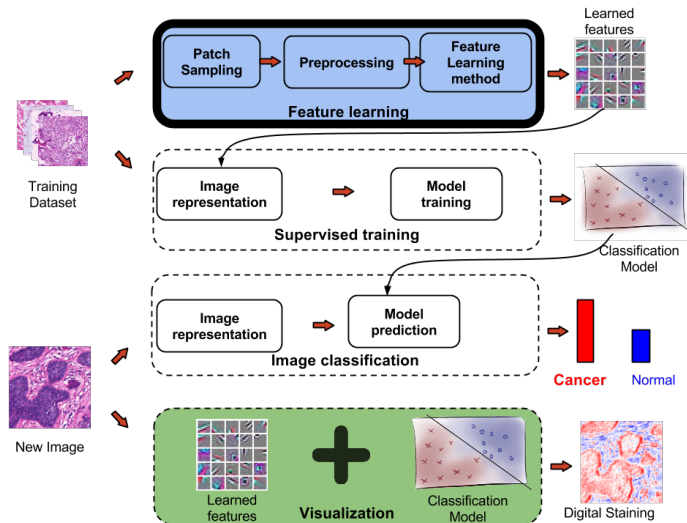 Learned
features
Patch
Sampling
Preprocessing
Feature
Learning
method
Feature learning
Training
Dataset
Image
representation
Model
training
Supervised training
Classification
Model
Image
representation
Model
prediction
Image classification
Cancer
Normal
New Image
Learned
features
Visualization
Classification
Model
Digital Staining